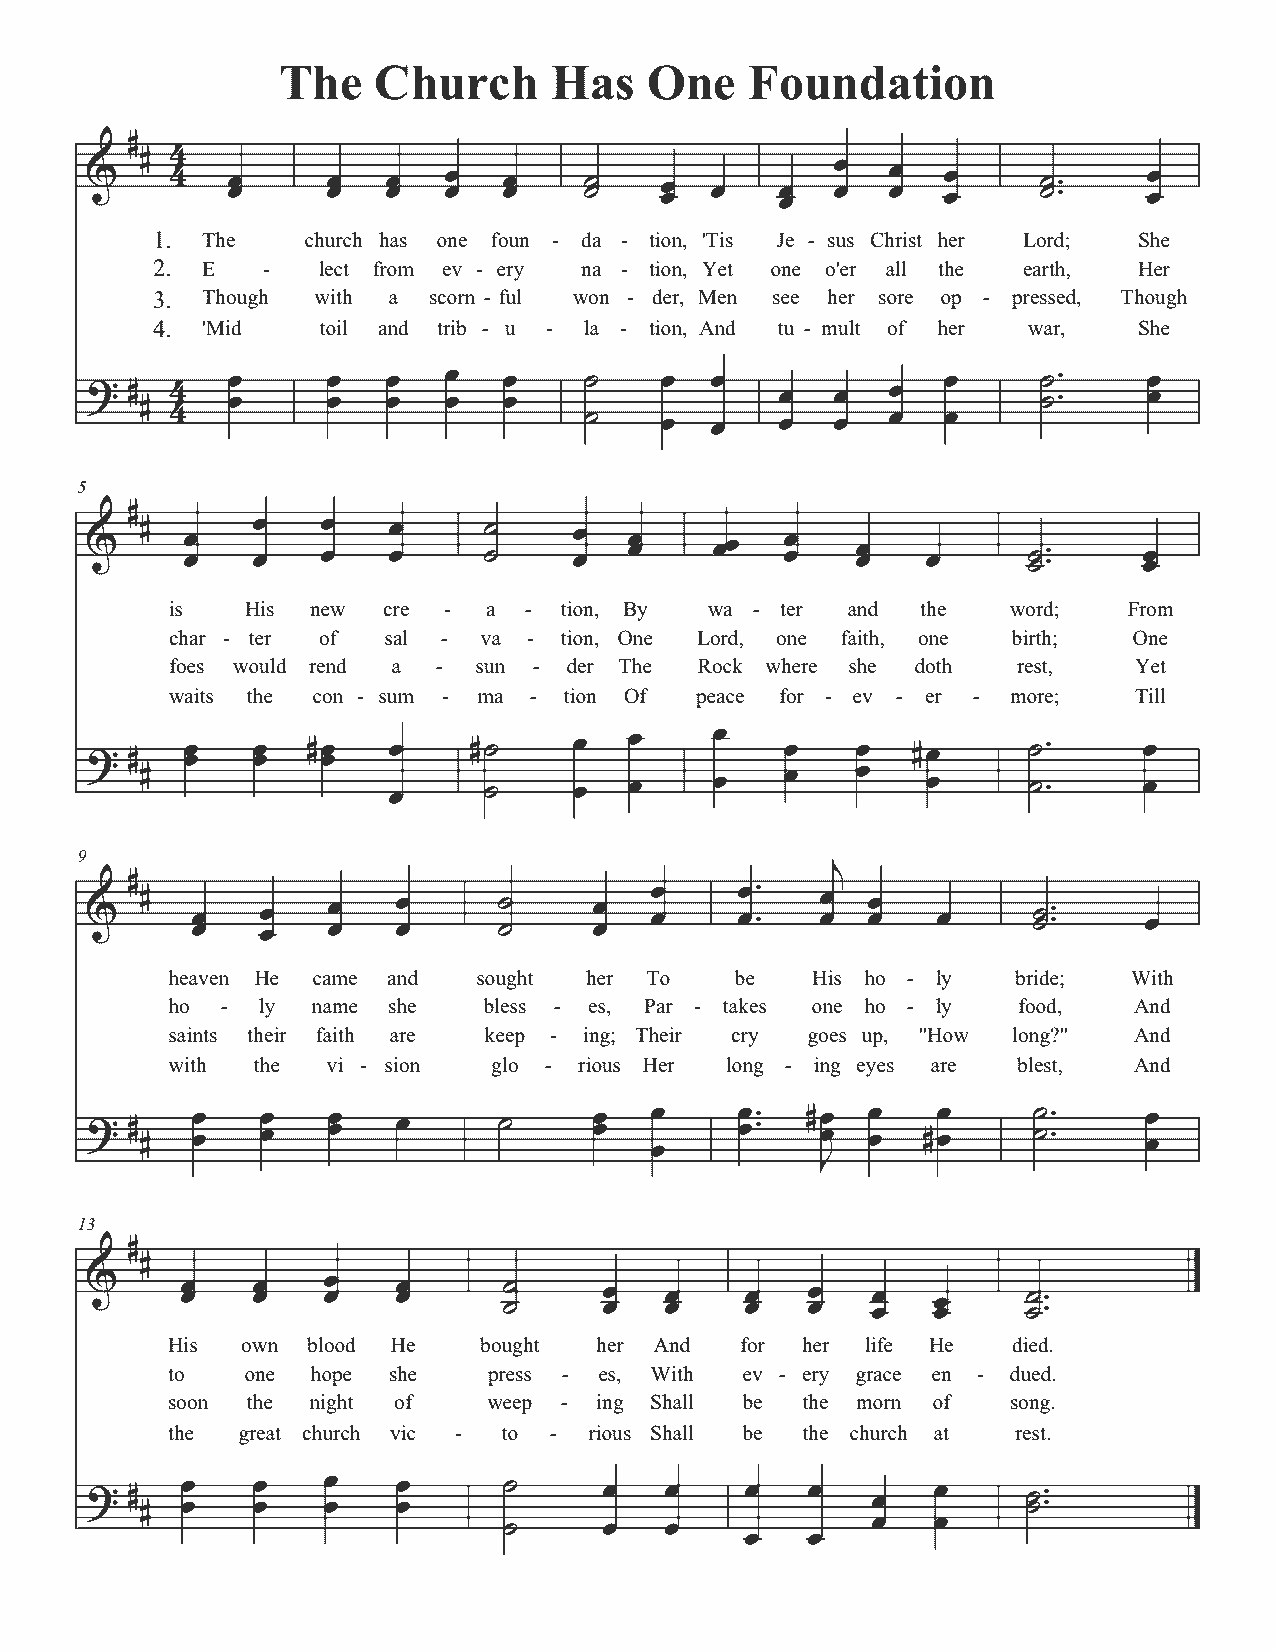 The Church Has One Foundation
1. The church has one foun - da - tion, 'Tis Je - sus Christ her Lord; She
2. E - lect from ev - ery na - tion, Yet one o'er all the earth, Her
3. Though with a scorn - ful won - der, Men see her sore op - pressed, Though
4. 'Mid toil and trib - u - la - tion, And tu - mult of her war, She
5
is His new cre - a - tion, By wa - ter and the word; From
char - ter of sal - va - tion, One Lord, one faith, one birth; One
foes would rend a - sun - der The Rock where she doth rest, Yet
waits the con - sum - ma - tion Of peace for - ev - er - more; Till
9
heaven He came and sought her To be His ho - ly bride; With
ho - ly name she bless - es, Par - takes one ho - ly food, And
saints their faith are keep - ing; Their cry goes up, "How long?" And
with the vi - sion glo - rious Her long - ing eyes are blest, And
13
His own blood He bought her And for her life He died.
to one hope she press - es, With ev - ery grace en - dued.
soon the night of weep - ing Shall be the morn of song.
the great church vic - to - rious Shall be the church at rest.